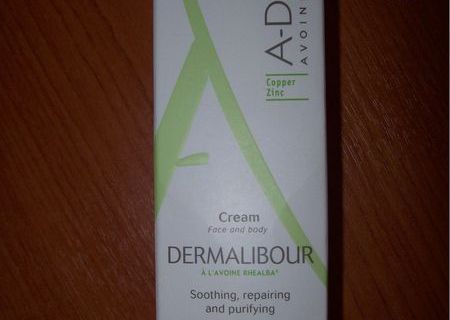 A-D
AVOIN
Copper
Zinc
Cream
Face and body
DERMALIBOUR
À L'AVOINE RHEALBA®
Soothing, repairing
and purifying